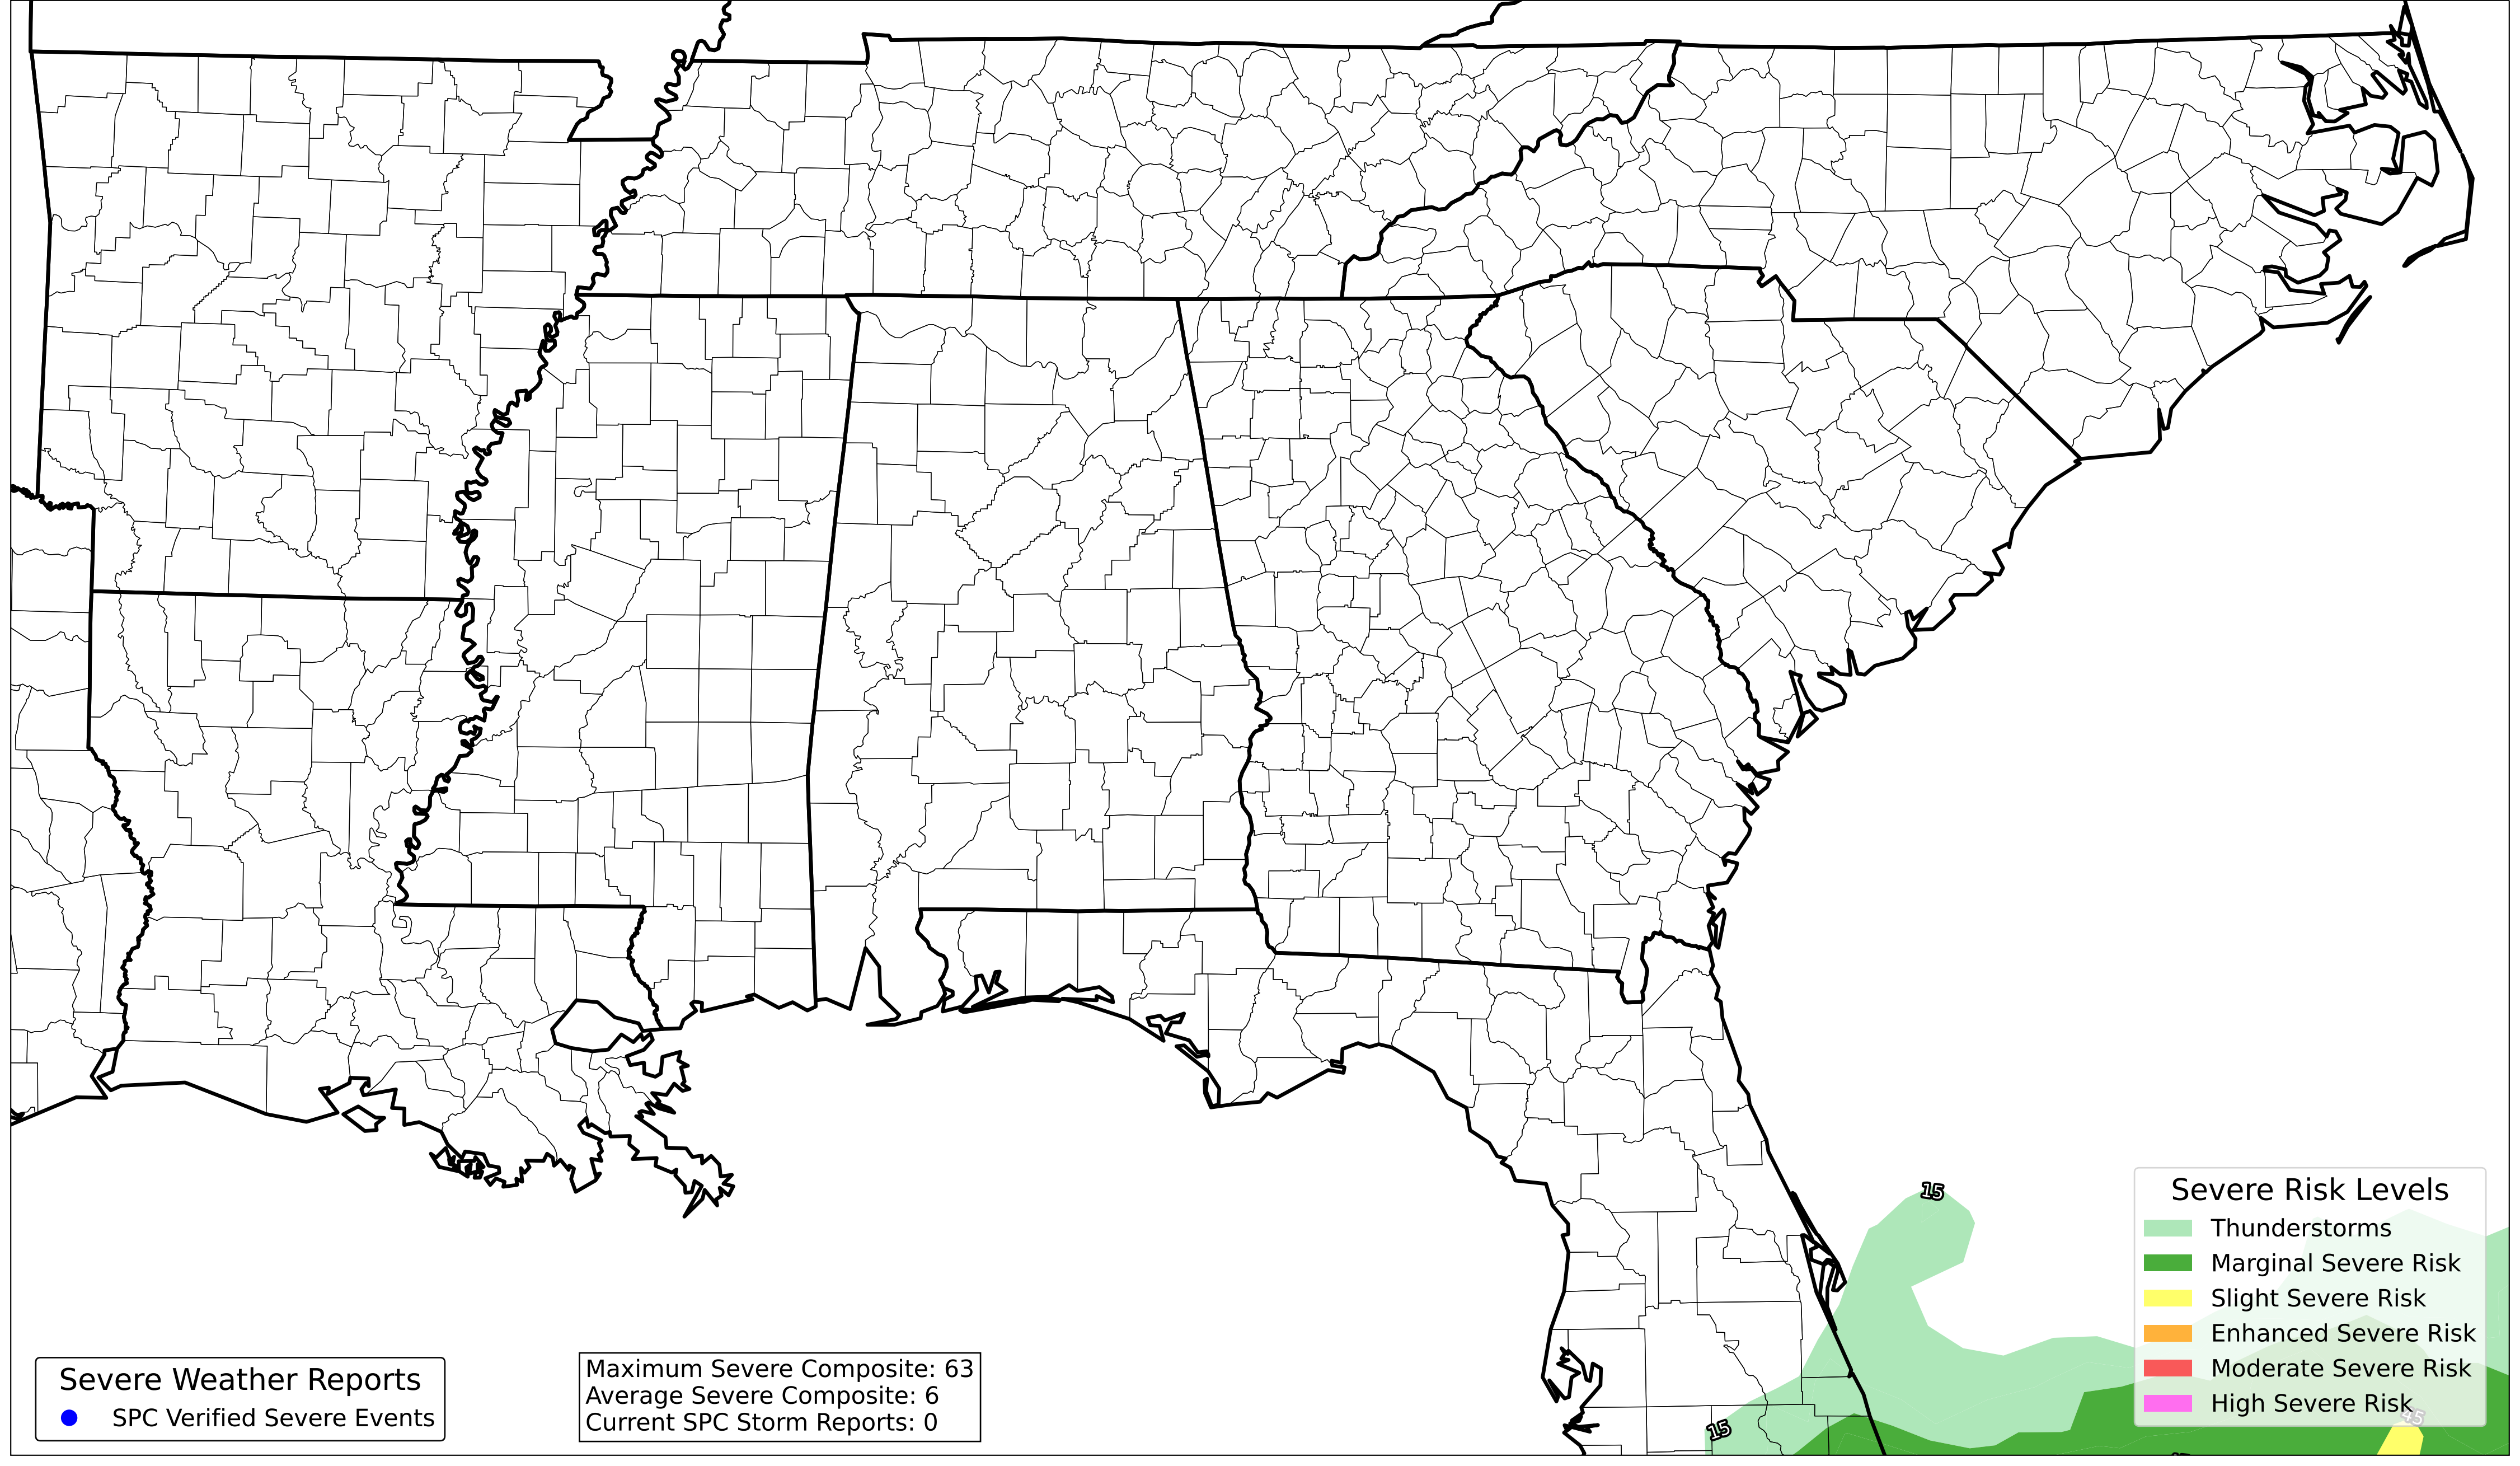 15
Severe Risk Levels
Thunderstorms
Marginal Severe Risk
Slight Severe Risk
Enhanced Severe Risk
Moderate Severe Risk
High Severe Risk
45
15
Severe Weather Reports
SPC Verified Severe Events
Maximum Severe Composite: 63
Average Severe Composite: 6
Current SPC Storm Reports: 0